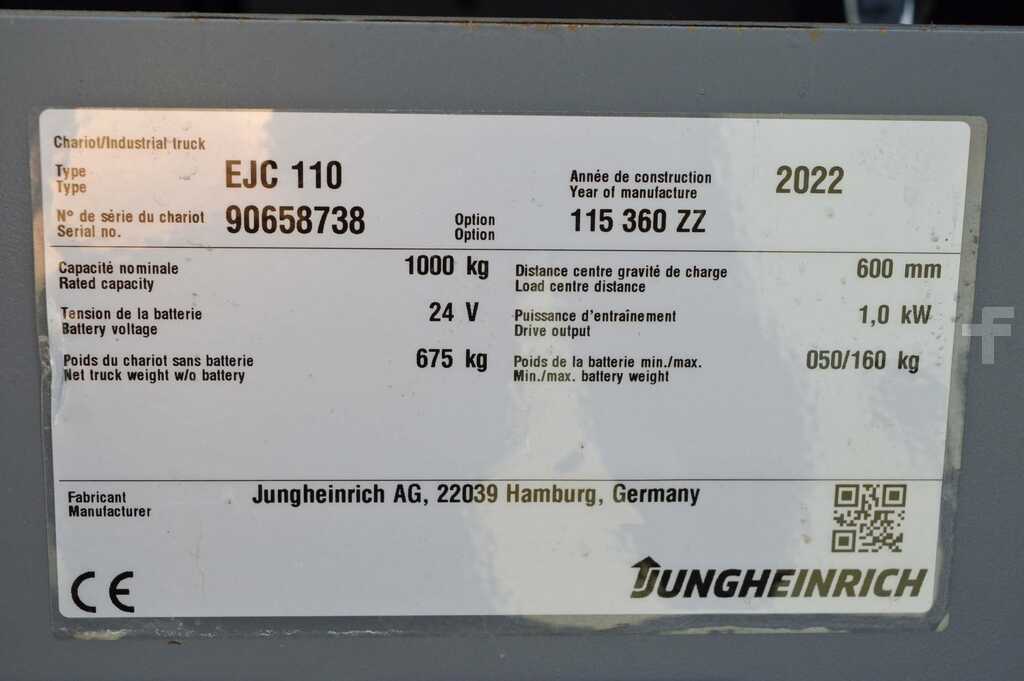 Chariot/Industrial truck
Type EJC 110 Année de construction 2022
Type Year of manufacture
N° de série du chariot 90658738 Option 115 360 ZZ
Serial no. Option
Capacité nominale 1000 kg Distance centre gravité de charge 600 mm
Rated capacity Load centre distance
Tension de la batterie 24 V Puissance d'entraînement 1,0 kW
Battery voltage Drive output
Poids du chariot sans batterie 675 kg Poids de la batterie min./max. 050/160 kg
Net truck weight w/o battery Min./max. battery weight
Fabricant Jungheinrich AG, 22039 Hamburg, Germany
Manufacturer
CE JUNGHEINRICH